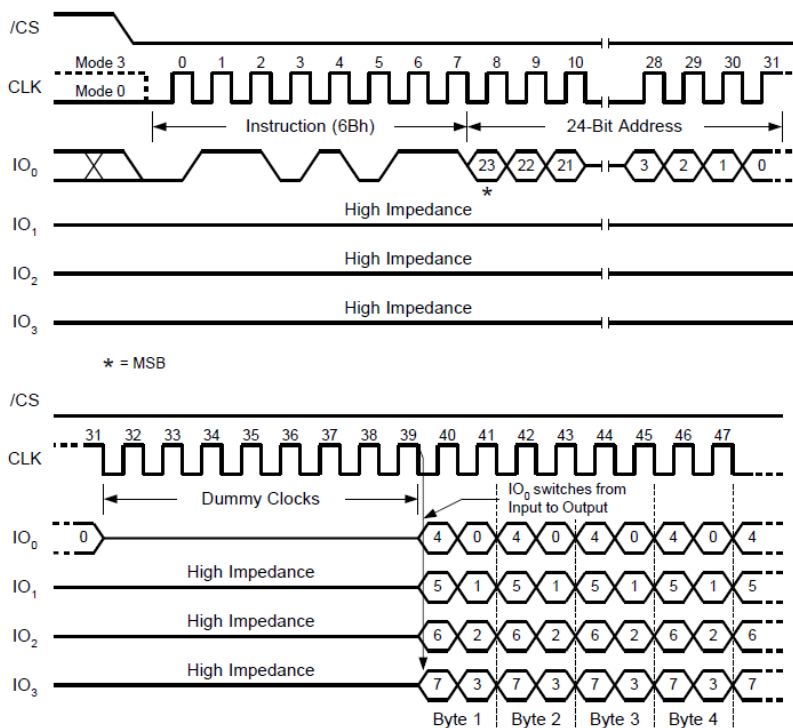 /CS
Mode 3 0 1 2 3 4 5 6 7 8 9 10 28 29 30 31
CLK Mode 0
Instruction (6Bh) 24-Bit Address
IO0 23 22 21 3 2 1 0
*
High Impedance
IO1
High Impedance
IO2
High Impedance
IO3
* = MSB
/CS
31 32 33 34 35 36 37 38 39 40 41 42 43 44 45 46 47
CLK
Dummy Clocks
IO0 switches from
Input to Output
IO0 0 4 0 4 0 4 0 4 0 4
High Impedance
IO1 5 1 5 1 5 1 5 1 5
High Impedance
IO2 6 2 6 2 6 2 6 2 6
High Impedance
IO3 7 3 7 3 7 3 7 3 7
Byte 1 Byte 2 Byte 3 Byte 4